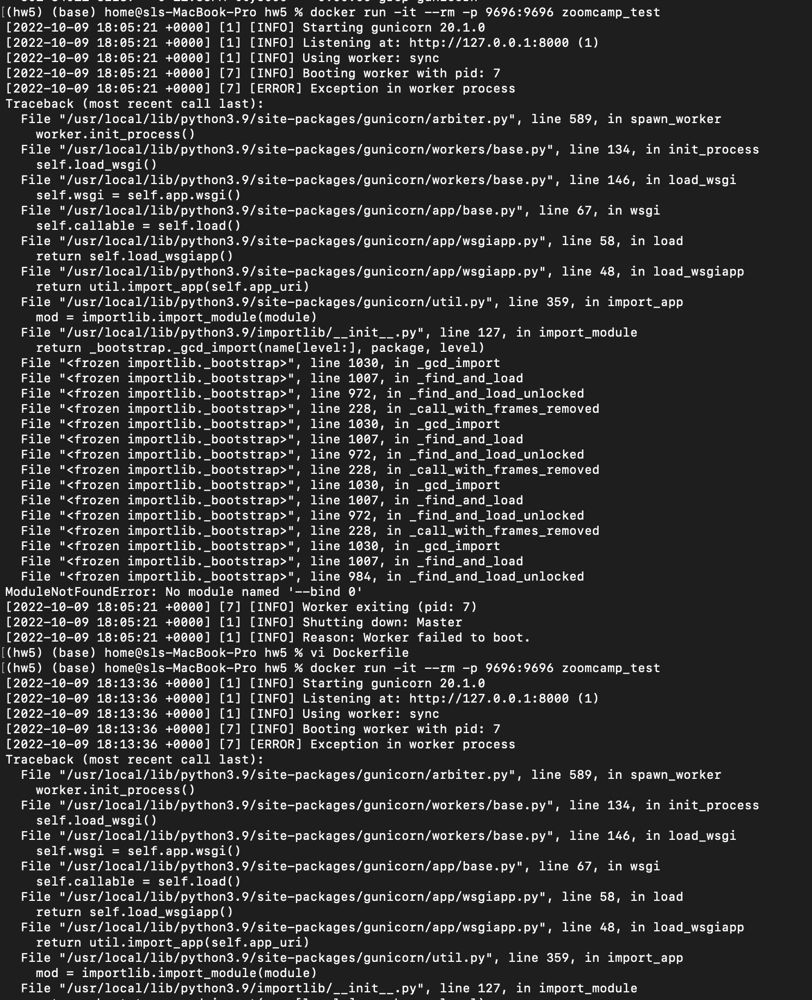 [(hw5) (base) home@sls-MacBook-Pro hw5 % docker run -it --rm -p 9696:9696 zoomcamp_test
[2022-10-09 18:05:21 +0000] [1] [INFO] Starting gunicorn 20.1.0
[2022-10-09 18:05:21 +0000] [1] [INFO] Listening at: http://127.0.0.1:8000 (1)
[2022-10-09 18:05:21 +0000] [1] [INFO] Using worker: sync
[2022-10-09 18:05:21 +0000] [7] [INFO] Booting worker with pid: 7
[2022-10-09 18:05:21 +0000] [7] [ERROR] Exception in worker process
Traceback (most recent call last):
  File "/usr/local/lib/python3.9/site-packages/gunicorn/arbiter.py", line 589, in spawn_worker
    worker.init_process()
  File "/usr/local/lib/python3.9/site-packages/gunicorn/workers/base.py", line 134, in init_process
    self.load_wsgi()
  File "/usr/local/lib/python3.9/site-packages/gunicorn/workers/base.py", line 146, in load_wsgi
    self.wsgi = self.app.wsgi()
  File "/usr/local/lib/python3.9/site-packages/gunicorn/app/base.py", line 67, in wsgi
    self.callable = self.load()
  File "/usr/local/lib/python3.9/site-packages/gunicorn/app/wsgiapp.py", line 58, in load
    return self.load_wsgiapp()
  File "/usr/local/lib/python3.9/site-packages/gunicorn/app/wsgiapp.py", line 48, in load_wsgiapp
    return util.import_app(self.app_uri)
  File "/usr/local/lib/python3.9/site-packages/gunicorn/util.py", line 359, in import_app
    mod = importlib.import_module(module)
  File "/usr/local/lib/python3.9/importlib/__init__.py", line 127, in import_module
    return _bootstrap._gcd_import(name[level:], package, level)
  File "<frozen importlib._bootstrap>", line 1030, in _gcd_import
  File "<frozen importlib._bootstrap>", line 1007, in _find_and_load
  File "<frozen importlib._bootstrap>", line 972, in _find_and_load_unlocked
  File "<frozen importlib._bootstrap>", line 228, in _call_with_frames_removed
  File "<frozen importlib._bootstrap>", line 1030, in _gcd_import
  File "<frozen importlib._bootstrap>", line 1007, in _find_and_load
  File "<frozen importlib._bootstrap>", line 972, in _find_and_load_unlocked
  File "<frozen importlib._bootstrap>", line 228, in _call_with_frames_removed
  File "<frozen importlib._bootstrap>", line 1030, in _gcd_import
  File "<frozen importlib._bootstrap>", line 1007, in _find_and_load
  File "<frozen importlib._bootstrap>", line 972, in _find_and_load_unlocked
  File "<frozen importlib._bootstrap>", line 228, in _call_with_frames_removed
  File "<frozen importlib._bootstrap>", line 1030, in _gcd_import
  File "<frozen importlib._bootstrap>", line 1007, in _find_and_load
  File "<frozen importlib._bootstrap>", line 984, in _find_and_load_unlocked
ModuleNotFoundError: No module named '--bind 0'
[2022-10-09 18:05:21 +0000] [7] [INFO] Worker exiting (pid: 7)
[2022-10-09 18:05:21 +0000] [1] [INFO] Shutting down: Master
[2022-10-09 18:05:21 +0000] [1] [INFO] Reason: Worker failed to boot.
[(hw5) (base) home@sls-MacBook-Pro hw5 % vi Dockerfile
[(hw5) (base) home@sls-MacBook-Pro hw5 % docker run -it --rm -p 9696:9696 zoomcamp_test
[2022-10-09 18:13:36 +0000] [1] [INFO] Starting gunicorn 20.1.0
[2022-10-09 18:13:36 +0000] [1] [INFO] Listening at: http://127.0.0.1:8000 (1)
[2022-10-09 18:13:36 +0000] [1] [INFO] Using worker: sync
[2022-10-09 18:13:36 +0000] [7] [INFO] Booting worker with pid: 7
[2022-10-09 18:13:36 +0000] [7] [ERROR] Exception in worker process
Traceback (most recent call last):
  File "/usr/local/lib/python3.9/site-packages/gunicorn/arbiter.py", line 589, in spawn_worker
    worker.init_process()
  File "/usr/local/lib/python3.9/site-packages/gunicorn/workers/base.py", line 134, in init_process
    self.load_wsgi()
  File "/usr/local/lib/python3.9/site-packages/gunicorn/workers/base.py", line 146, in load_wsgi
    self.wsgi = self.app.wsgi()
  File "/usr/local/lib/python3.9/site-packages/gunicorn/app/base.py", line 67, in wsgi
    self.callable = self.load()
  File "/usr/local/lib/python3.9/site-packages/gunicorn/app/wsgiapp.py", line 58, in load
    return self.load_wsgiapp()
  File "/usr/local/lib/python3.9/site-packages/gunicorn/app/wsgiapp.py", line 48, in load_wsgiapp
    return util.import_app(self.app_uri)
  File "/usr/local/lib/python3.9/site-packages/gunicorn/util.py", line 359, in import_app
    mod = importlib.import_module(module)
  File "/usr/local/lib/python3.9/importlib/__init__.py", line 127, in import_module